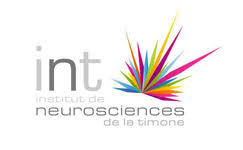 int
institut de
neurosciences
de la timone